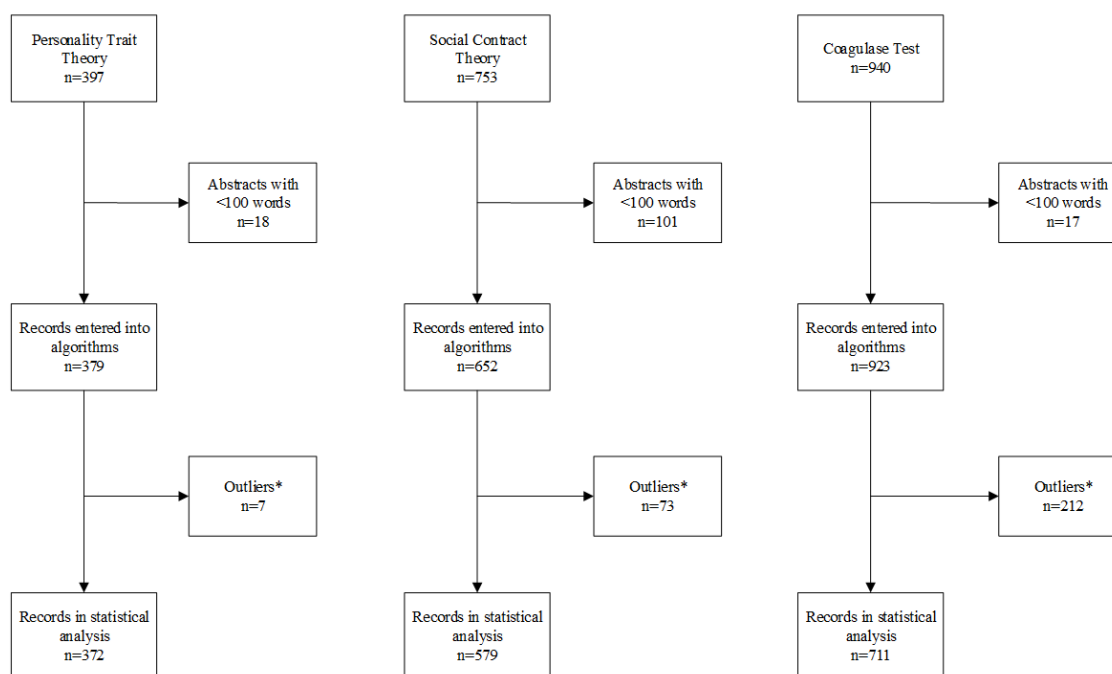 Personality Trait
Theory
n=397
Abstracts with
<100 words
n=18
Records entered into
algorithms
n=379
Outliers*
n=7
Records in statistical
analysis
n=372
Social Contract
Theory
n=753
Abstracts with
<100 words
n=101
Records entered into
algorithms
n=652
Outliers*
n=73
Records in statistical
analysis
n=579
Coagulase Test
n=940
Abstracts with
<100 words
n=17
Records entered into
algorithms
n=923
Outliers*
n=212
Records in statistical
analysis
n=711